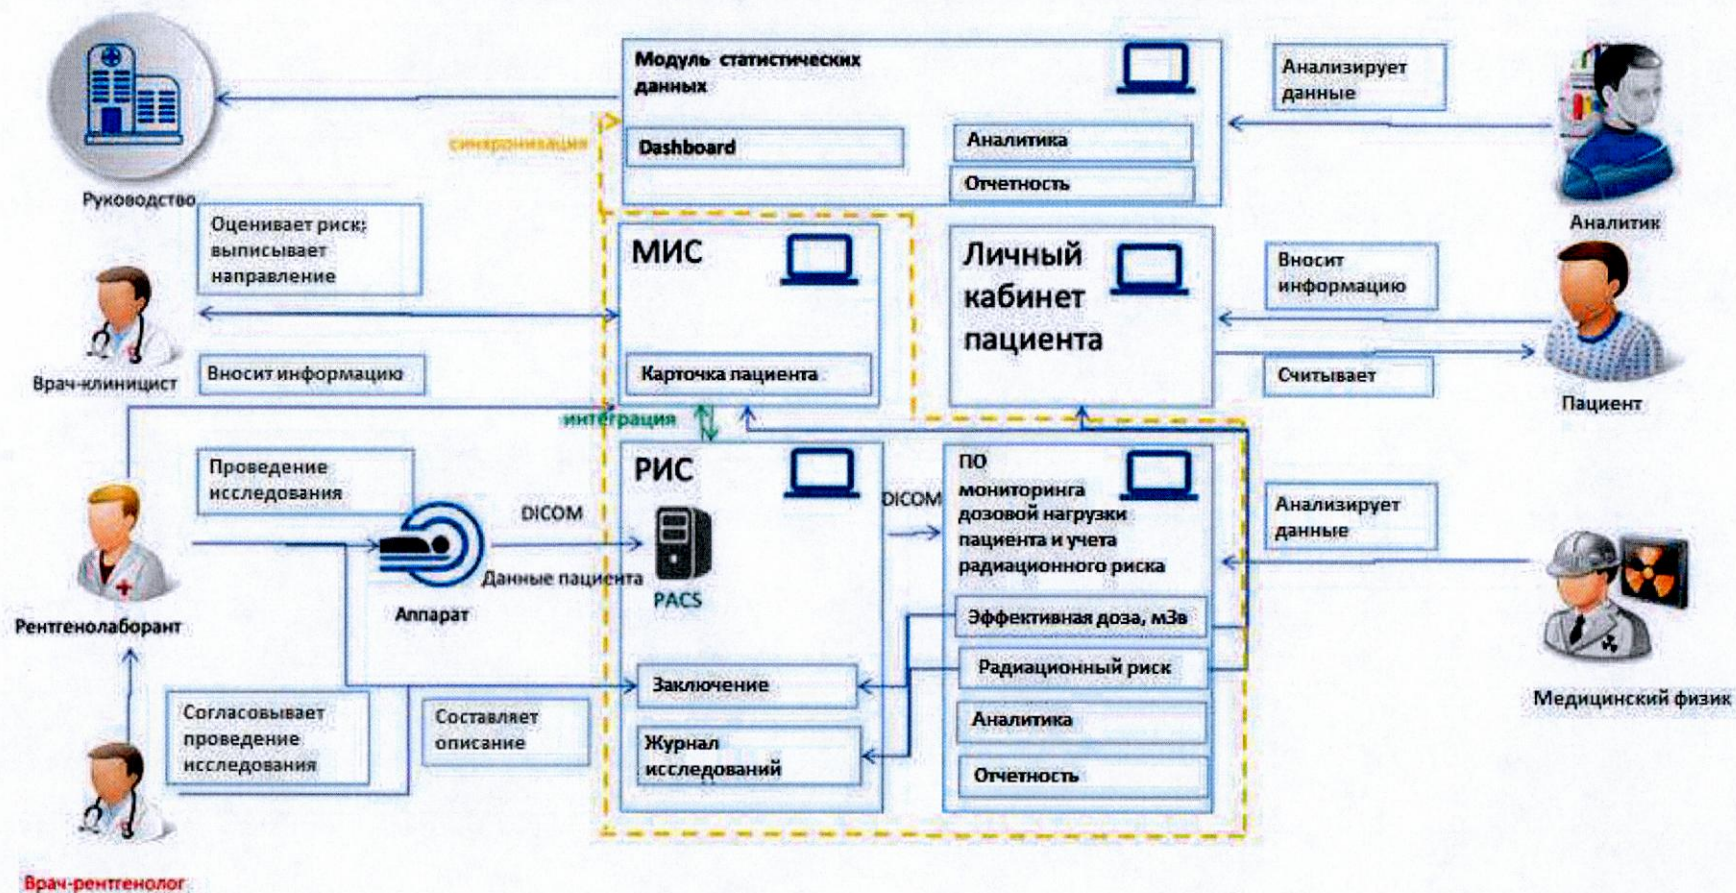 Модуль статистических
данных
Dashboard
Аналитика
Отчетность
Анализирует
данные
Аналитик
синхронизация
Руководство
Оценивает риск;
выписывает
направление
Врач-клиницист
Вносит информацию
МИС
Карточка пациента
Личный
кабинет
пациента
Вносит
информацию
Считывает
Пациент
интеграция
Проведение
исследования
Рентгенолаборант
Аппарат
DICOM
Данные пациента
РИС
PACS
Заключение
Журнал
исследований
DICOM
ПО
мониторинга
дозовой нагрузки
пациента и учета
радиационного риска
Эффективная доза, мЗв
Радиационный риск
Аналитика
Отчетность
Анализирует
данные
Медицинский физик
Согласовывает
проведение
исследования
Составляет
описание
Врач-рентгенолог